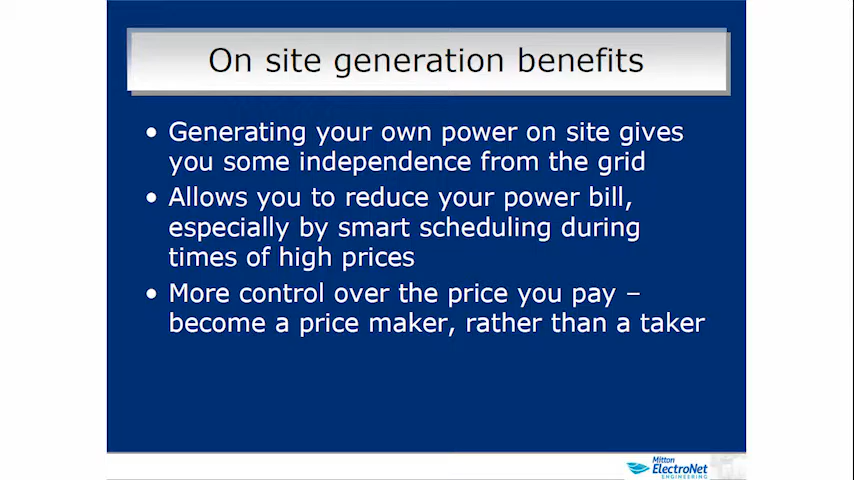 On site generation benefits
• Generating your own power on site gives
you some independence from the grid
• Allows you to reduce your power bill,
especially by smart scheduling during
times of high prices
• More control over the price you pay –
become a price maker, rather than a taker
Mitton
ElectroNet
ENGINEERING